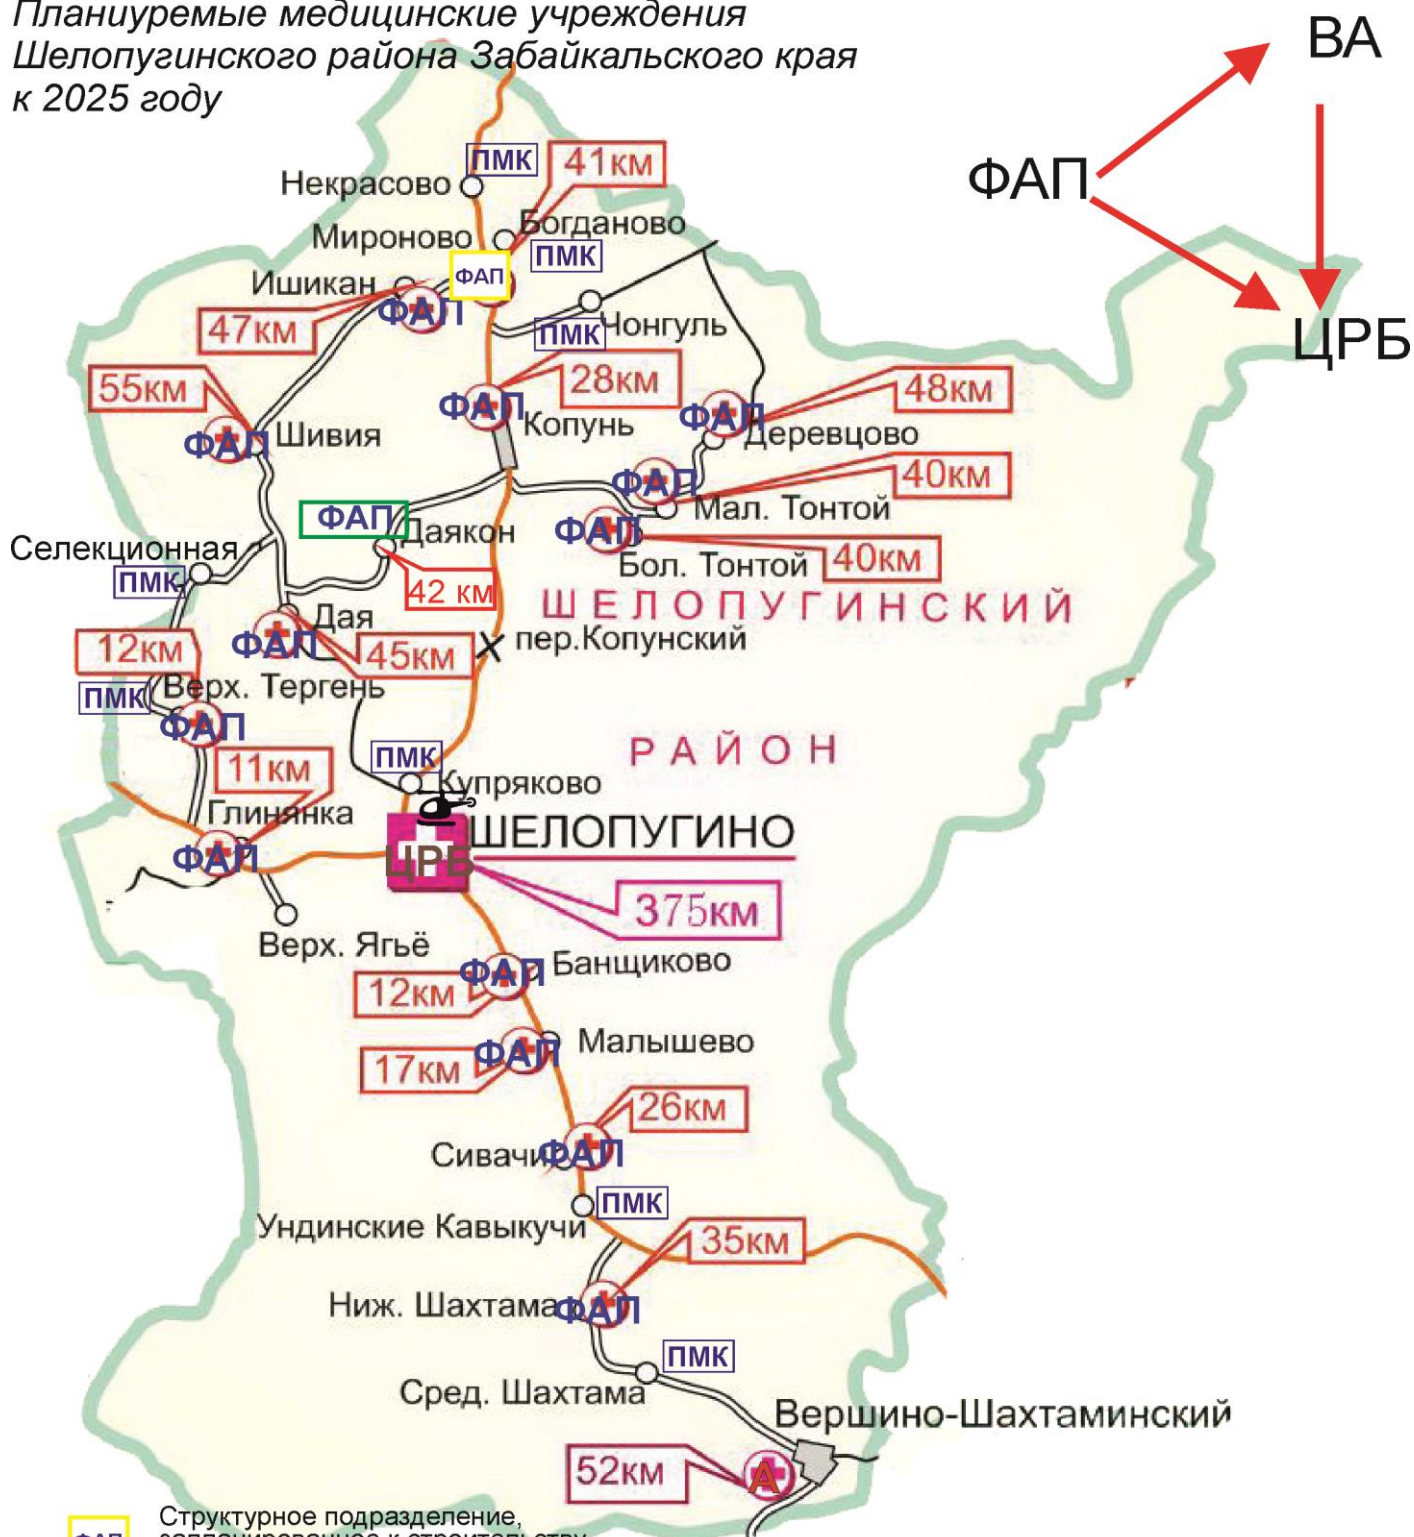 Планиуремые медицинские учреждения
Шелопугинского района Забайкальского края
к 2025 году
ВА
ФАП
ЦРБ
ПМК
41км
Некрасово
Богданово
Мироново
ПМК
ФАП
Ишикан
ФАП
47км
Чонгуль
ПМК
28км
55км
48км
ФАП
Копунь
ФАП
Деревцово
ФАП
Шивия
40км
ФАП
Мал. Тонтой
ФАП
Даякон
ФАП
Бол. Тонтой
40км
Селекционная
ПМК
42 км
ШЕЛОПУГИНСКИЙ
Дая
ФАП
45км
пер.Копунский
12км
Верх. Тергень
ПМК
ФАП
РАЙОН
ПМК
11км
Купряково
Глинянка
ШЕЛОПУГИНО
ФАП
ЦРБ
375км
Верх. Ягьё
Банщиково
ФАП
12км
Малышево
ФАП
17км
26км
Сивачи
ФАП
ПМК
Ундинские Кавыкучи
35км
Ниж. Шахтама
ФАП
ПМК
Сред. Шахтама
Вершино-Шахтаминский
52км
А
Структурное подразделение,